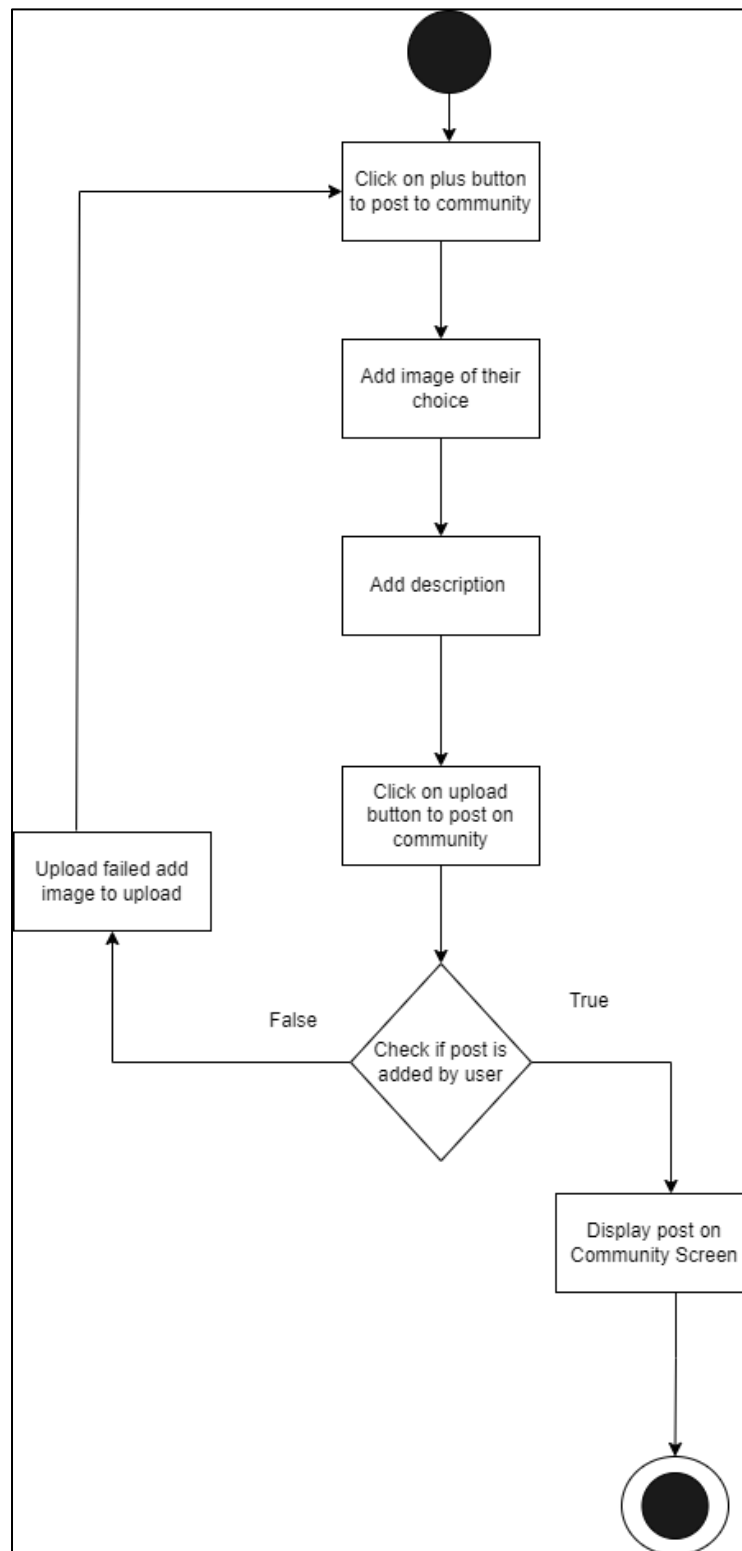 Click on plus button
to post to community
Add image of their
choice
Add description
Click on upload
button to post on
community
Upload failed add
image to upload
False
True
Check if post is
added by user
Display post on
Community Screen